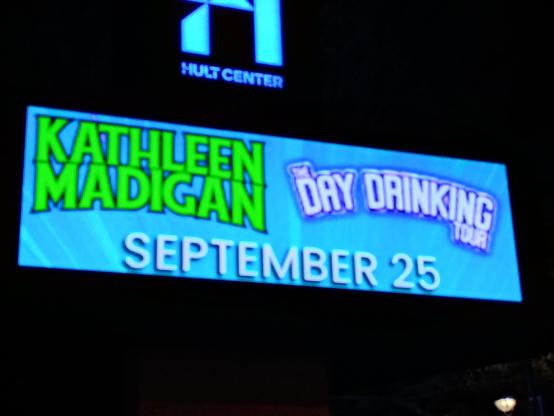 HULT CENTER
KATHLEEN
MADIGAN
THE
DAY DRINKING
TOUR
SEPTEMBER 25